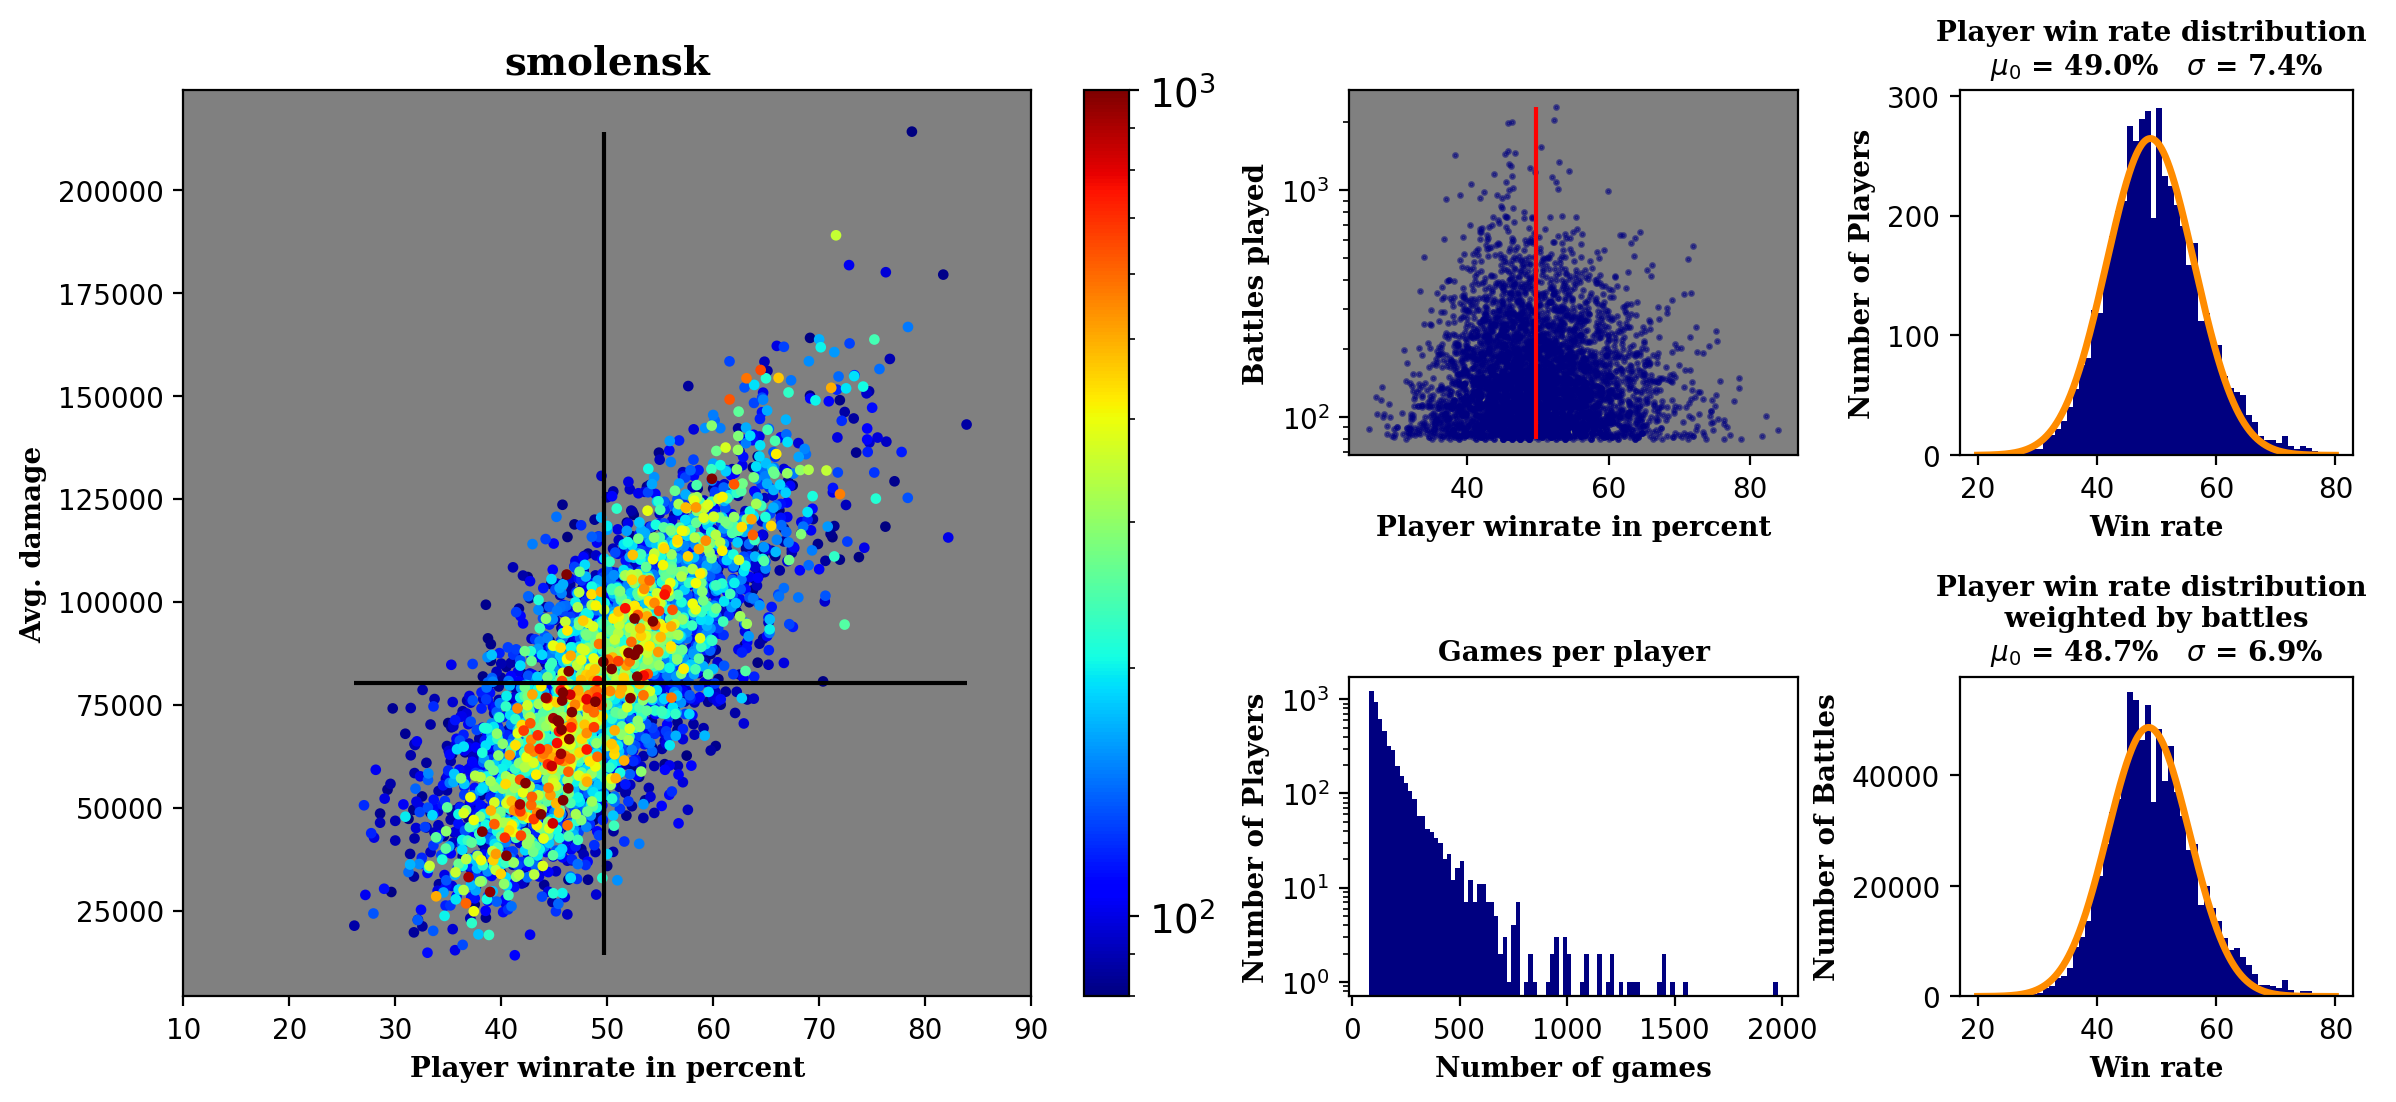 smolensk
200000
175000
150000
125000
100000
75000
50000
25000
Avg. damage
10 20 30 40 50 60 70 80 90
Player winrate in percent
10³
10²
Battles played
10³
10²
40 60 80
Player winrate in percent
Player win rate distribution
μ₀ = 49.0% σ = 7.4%
Number of Players
300
200
100
0
20 40 60 80
Win rate
Games per player
Number of Players
10³
10²
10¹
10⁰
0 500 1000 1500 2000
Number of games
Player win rate distribution
weighted by battles
μ₀ = 48.7% σ = 6.9%
Number of Battles
40000
20000
0
20 40 60 80
Win rate